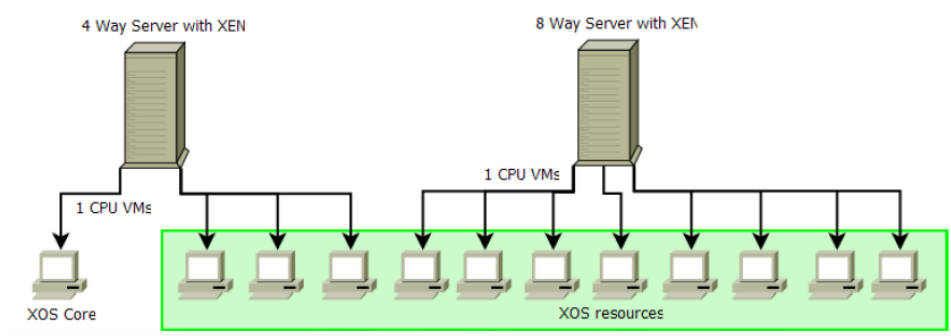 4 Way Server with XEN
8 Way Server with XEN
1 CPU VMs
1 CPU VMs
XOS Core
XOS resources